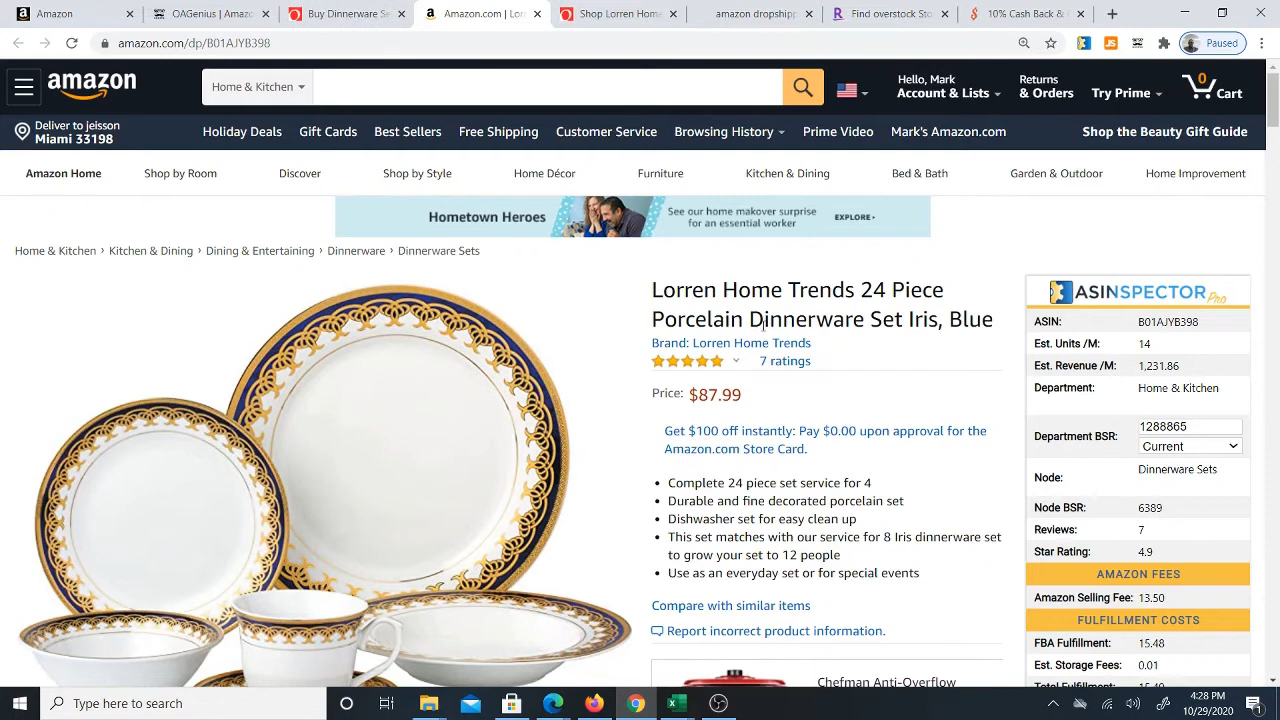 Amazon
OAGenius | Amazo
Buy Dinnerware Se
Amazon.com | Lorr
Shop Lorren Home
amazon dropshipp
Find overstock Sto
10% Cash Back &
amazon.com/dp/B01AJYB398
Paused
amazon
Home & Kitchen
Hello, Mark
Account & Lists
Returns
& Orders
Try Prime
0
Cart
Deliver to jeisson
Miami 33198
Holiday Deals
Gift Cards
Best Sellers
Free Shipping
Customer Service
Browsing History
Prime Video
Mark's Amazon.com
Shop the Beauty Gift Guide
Amazon Home
Shop by Room
Discover
Shop by Style
Home Décor
Furniture
Kitchen & Dining
Bed & Bath
Garden & Outdoor
Home Improvement
Hometown Heroes
See our home makeover surprise
for an essential worker
EXPLORE›
Home & Kitchen › Kitchen & Dining › Dining & Entertaining › Dinnerware › Dinnerware Sets
Lorren Home Trends 24 Piece
Porcelain Dinnerware Set Iris, Blue
Brand: Lorren Home Trends
7 ratings
Price: $87.99
Get $100 off instantly: Pay $0.00 upon approval for the
Amazon.com Store Card.
• Complete 24 piece set service for 4
• Durable and fine decorated porcelain set
• Dishwasher set for easy clean up
• This set matches with our service for 8 Iris dinnerware set
to grow your set to 12 people
• Use as an everyday set or for special events
Compare with similar items
Report incorrect product information.
Chefman Anti-Overflow
ASINSPECTOR Pro
ASIN: B01AJYB398
Est. Units /M: 14
Est. Revenue /M: 1,231.86
Department: Home & Kitchen
Department BSR: 1288865
Current
Node: Dinnerware Sets
Node BSR: 6389
Reviews: 7
Star Rating: 4.9
AMAZON FEES
Amazon Selling Fee: 13.50
FULFILLMENT COSTS
FBA Fulfillment: 15.48
Est. Storage Fees: 0.01
Type here to search
4:28 PM
10/29/2020